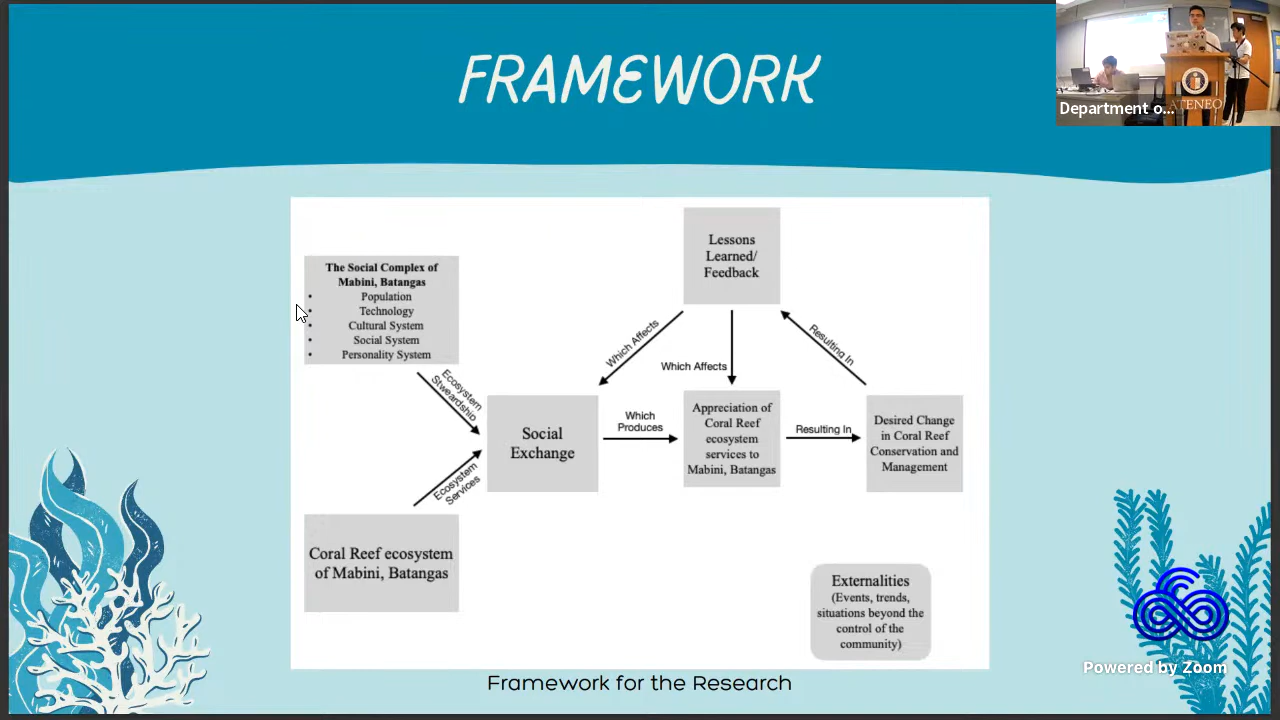 FRAMEWORK
Department o...
ATENEO
The Social Complex of
Mabini, Batangas
• Population
• Technology
• Cultural System
• Social System
• Personality System
Lessons
Learned/
Feedback
Which Affects
Which Affects
Resulting In
Ecosystem
Stweardship
Social
Exchange
Which
Produces
Appreciation of
Coral Reef
ecosystem
services to
Mabini, Batangas
Resulting In
Desired Change
in Coral Reef
Conservation and
Management
Ecosystem
Services
Coral Reef ecosystem
of Mabini, Batangas
Externalities
(Events, trends,
situations beyond the
control of the
community)
Powered by Zoom
Framework for the Research